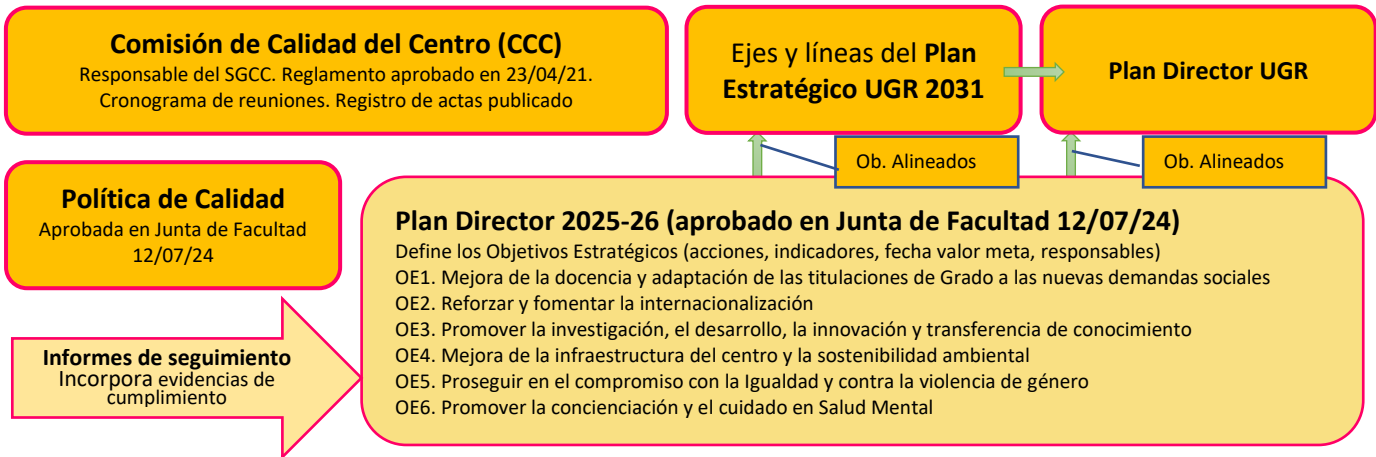 Comisión de Calidad del Centro (CCC)
Responsable del SGCC. Reglamento aprobado en 23/04/21.
Cronograma de reuniones. Registro de actas publicado
Ejes y líneas del Plan
Estratégico UGR 2031
Plan Director UGR
Ob. Alineados
Ob. Alineados
Política de Calidad
Aprobada en Junta de Facultad
12/07/24
Plan Director 2025-26 (aprobado en Junta de Facultad 12/07/24)
Define los Objetivos Estratégicos (acciones, indicadores, fecha valor meta, responsables)
OE1. Mejora de la docencia y adaptación de las titulaciones de Grado a las nuevas demandas sociales
OE2. Reforzar y fomentar la internacionalización
OE3. Promover la investigación, el desarrollo, la innovación y transferencia de conocimiento
OE4. Mejora de la infraestructura del centro y la sostenibilidad ambiental
OE5. Proseguir en el compromiso con la Igualdad y contra la violencia de género
OE6. Promover la concienciación y el cuidado en Salud Mental
Informes de seguimiento
Incorpora evidencias de
cumplimiento